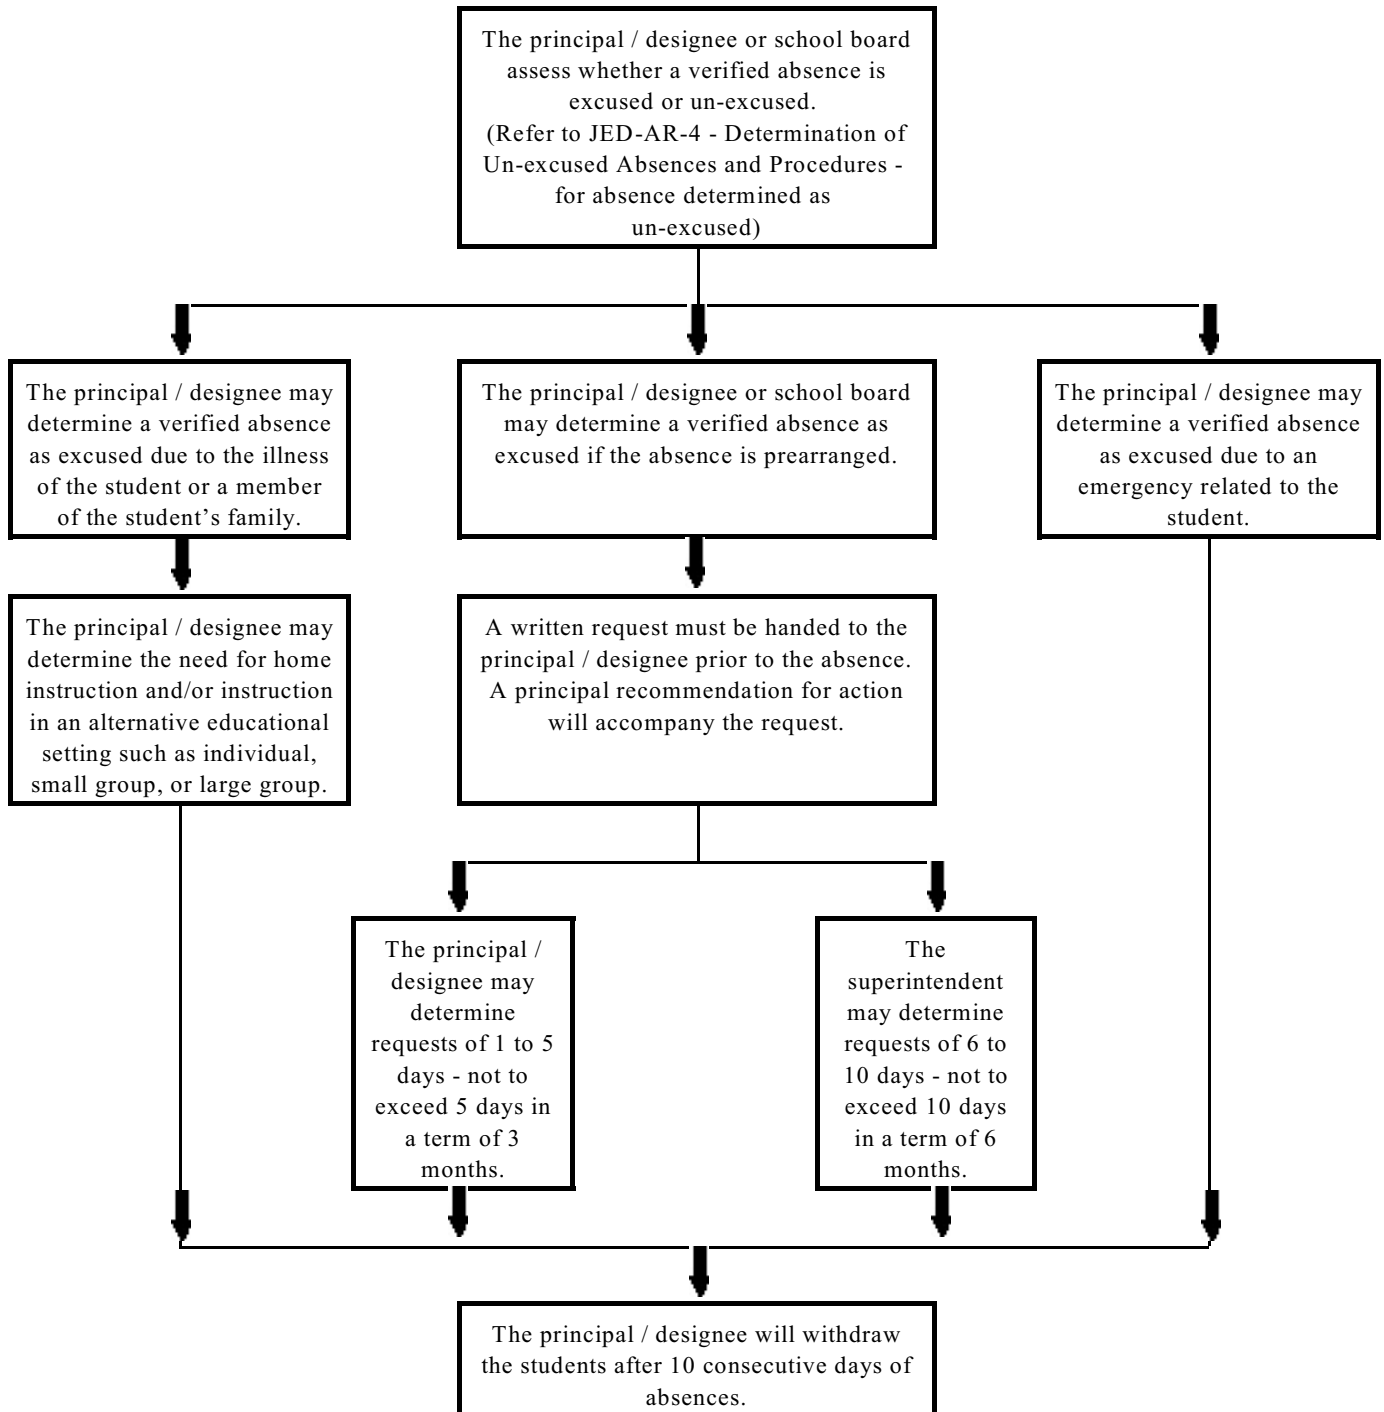 The principal / designee or school board
assess whether a verified absence is
excused or un-excused.
(Refer to JED-AR-4 - Determination of
Un-excused Absences and Procedures -
for absence determined as
un-excused)
The principal / designee may
determine a verified absence
as excused due to the illness
of the student or a member
of the student’s family.
The principal / designee or school board
may determine a verified absence as
excused if the absence is prearranged.
The principal / designee may
determine a verified absence
as excused due to an
emergency related to the
student.
The principal / designee may
determine the need for home
instruction and/or instruction
in an alternative educational
setting such as individual,
small group, or large group.
A written request must be handed to the
principal / designee prior to the absence.
A principal recommendation for action
will accompany the request.
The principal /
designee may
determine
requests of 1 to 5
days - not to
exceed 5 days in
a term of 3
months.
The
superintendent
may determine
requests of 6 to
10 days - not to
exceed 10 days
in a term of 6
months.
The principal / designee will withdraw
the students after 10 consecutive days of
absences.